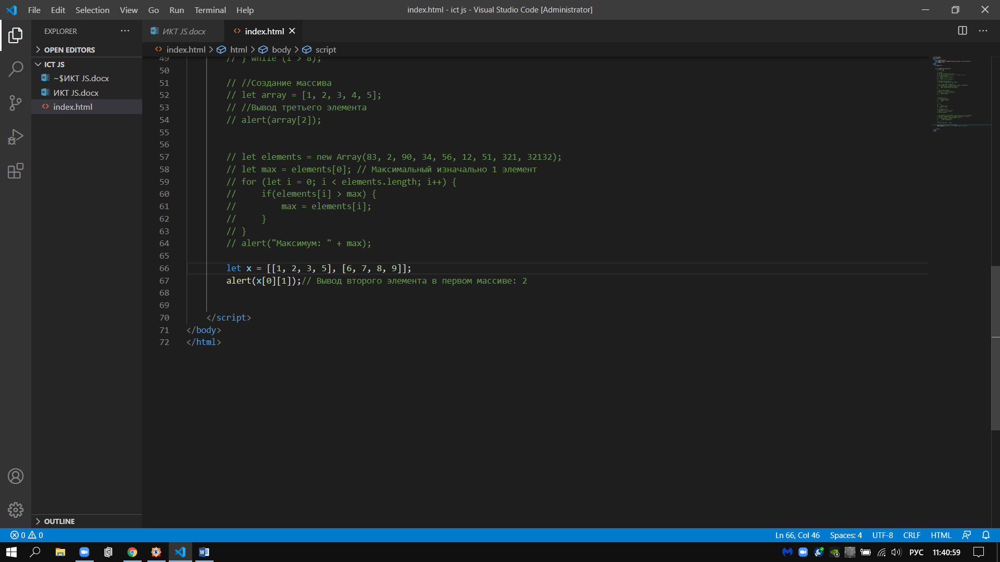 File Edit Selection View Go Run Terminal Help
index.html - ict js - Visual Studio Code [Administrator]
EXPLORER
ИКТ JS.docx
index.html
OPEN EDITORS
index.html > html > body > script
ICT JS
~$ИКТ JS.docx
ИКТ JS.docx
index.html
49 // } while (i > 8);
50
51 // //Создание массива
52 // let array = [1, 2, 3, 4, 5];
53 // //Вывод третьего элемента
54 // alert(array[2]);
55
56
57 // let elements = new Array(83, 2, 90, 34, 56, 12, 51, 321, 32132);
58 // let max = elements[0]; // Максимальный изначально 1 элемент
59 // for (let i = 0; i < elements.length; i++) {
60 //     if(elements[i] > max) {
61 //         max = elements[i];
62 //     }
63 // }
64 // alert("Максимум: " + max);
65
66 let x = [[1, 2, 3, 5], [6, 7, 8, 9]];
67 alert(x[0][1]);// Вывод второго элемента в первом массиве: 2
68
69
70 </script>
71 </body>
72 </html>
OUTLINE
0 0
Ln 66, Col 46 Spaces: 4 UTF-8 CRLF HTML
РУС 11:40:59